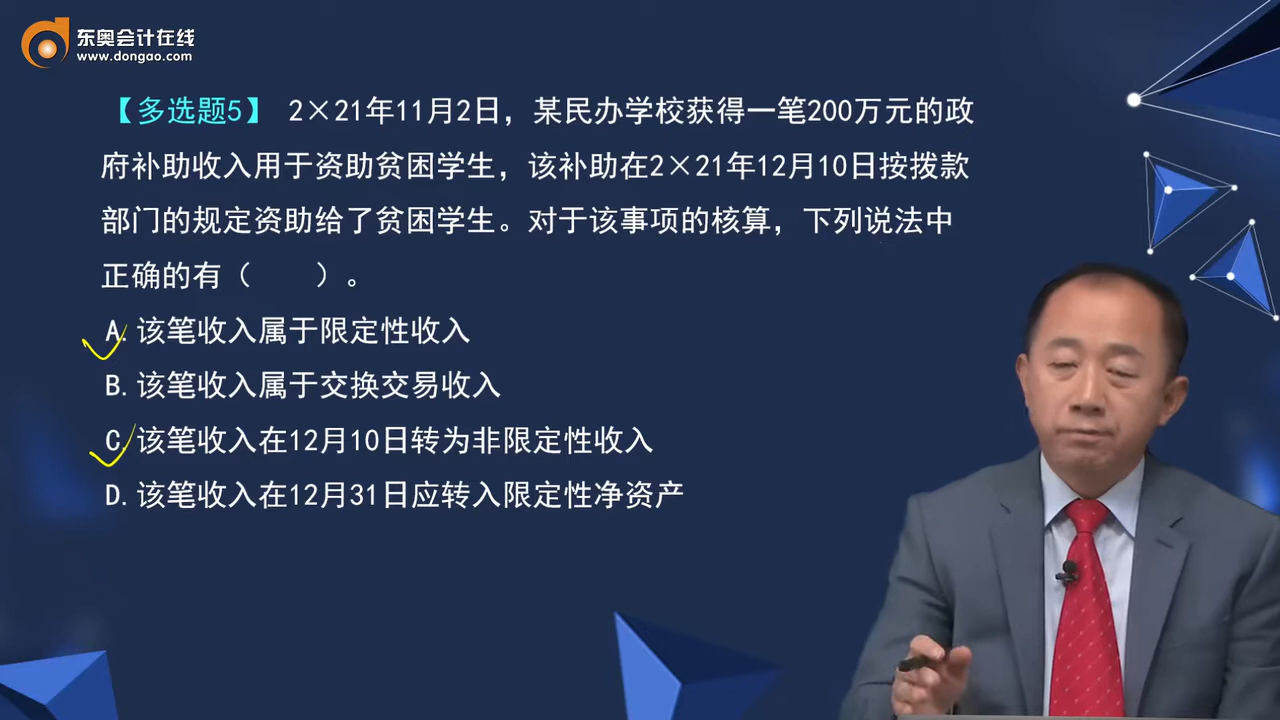 东奥会计在线
www.dongao.com
【多选题5】 2×21年11月2日，某民办学校获得一笔200万元的政
府补助收入用于资助贫困学生，该补助在2×21年12月10日按拨款
部门的规定资助给了贫困学生。对于该事项的核算，下列说法中
正确的有（  ）。
A.该笔收入属于限定性收入
B.该笔收入属于交换交易收入
C.该笔收入在12月10日转为非限定性收入
D.该笔收入在12月31日应转入限定性净资产